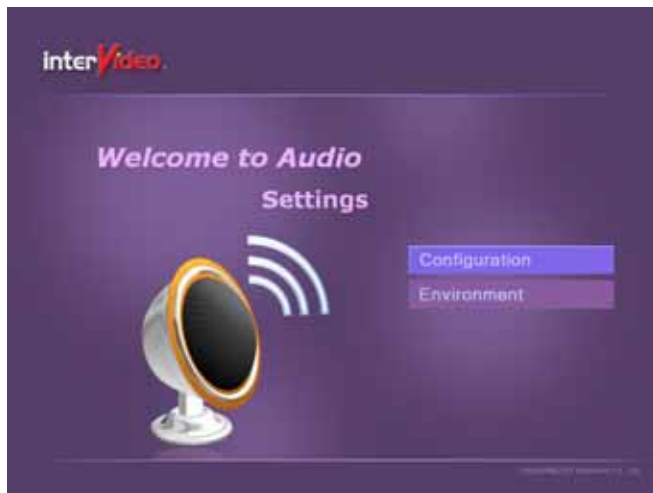 interVideo.
Welcome to Audio
Settings
Configuration
Environment